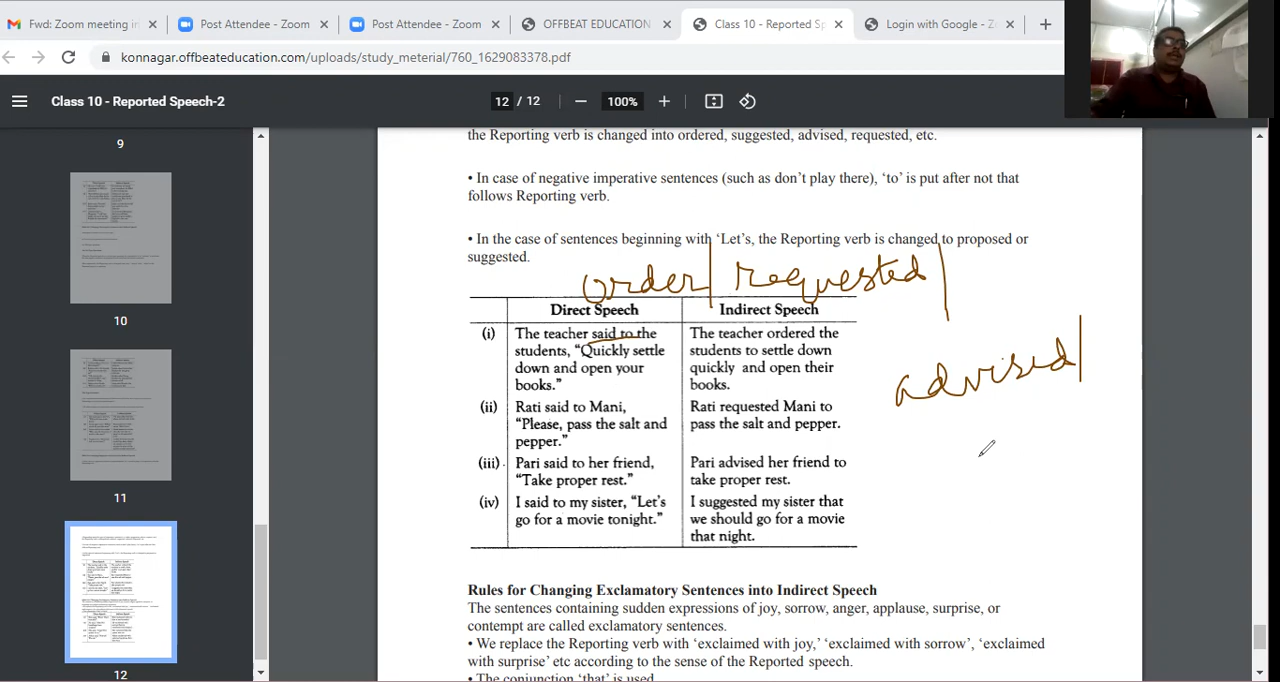 Fwd: Zoom meeting in
Post Attendee - Zoom
Post Attendee - Zoom
OFFBEAT EDUCATION
Class 10 - Reported Sp
Login with Google - Z
konnagar.offbeateducation.com/uploads/study_meterial/760_1629083378.pdf
Class 10 - Reported Speech-2
12 / 12
100%
9
10
11
12
the Reporting verb is changed into ordered, suggested, advised, requested, etc.
• In case of negative imperative sentences (such as don't play there), 'to' is put after not that
follows Reporting verb.
• In the case of sentences beginning with 'Let's, the Reporting verb is changed to proposed or
suggested.
order | requested |
advised |
Direct Speech Indirect Speech
(i) The teacher said to the The teacher ordered the
students, “Quickly settle students to settle down
down and open your quickly and open their
books.” books.
(ii) Rati said to Mani, Rati requested Mani to
“Please, pass the salt and pass the salt and pepper.
pepper.”
(iii) Pari said to her friend, Pari advised her friend to
“Take proper rest.” take proper rest.
(iv) I said to my sister, “Let's I suggested my sister that
go for a movie tonight.” we should go for a movie
that night.
Rules for Changing Exclamatory Sentences into Indirect Speech
The sentences containing sudden expressions of joy, sorrow, anger, applause, surprise, or
contempt are called exclamatory sentences.
• We replace the Reporting verb with 'exclaimed with joy,' 'exclaimed with sorrow', 'exclaimed
with surprise' etc according to the sense of the Reported speech.
• The conjunction 'that' is used